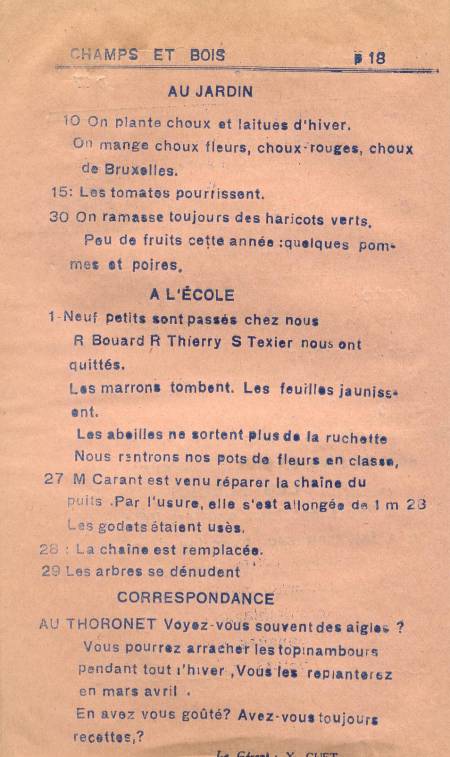 CHAMPS ET BOIS p 18
AU JARDIN
10 On plante choux et laitues d'hiver.
On mange choux fleurs, choux-rouges, choux
de Bruxelles.
15: Les tomates pourrissent.
30 On ramasse toujours des haricots verts.
Peu de fruits cette année :quelques pom-
mes et poires.
A L'ÉCOLE
1-Neuf petits sont passés chez nous
R Bouard R Thierry S Texier nous ont
quittés.
Les marrons tombent. Les feuilles jauniss-
ent.
Les abeilles ne sortent plus de la ruchette
Nous rentrons nos pots de fleurs en classe,
27 M Carant est venu réparer la chaîne du
puits .Par l'usure, elle s'est allongée de 1 m 23
Les godets étaient usès.
28 : La chaîne est remplacée.
29 Les arbres se dénudent
CORRESPONDANCE
AU THORONET Voyez-vous souvent des aigles ?
Vous pourrez arracher les topinambours
pendant tout l'hiver ,Vous les replanterez
en mars avril .
En avez vous goûté? Avez-vous toujours
recettes,?
Le Gérant : Y. CUET